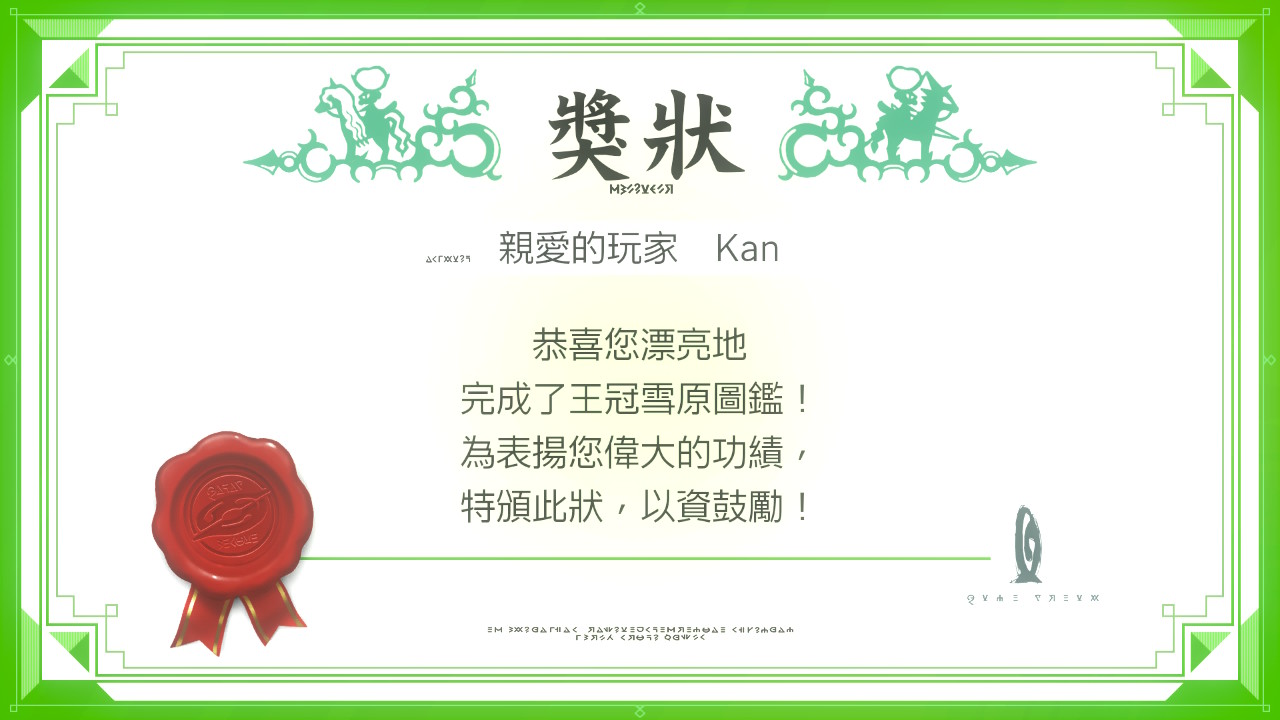 獎狀
親愛的玩家　Kan
恭喜您漂亮地
完成了王冠雪原圖鑑！
為表揚您偉大的功績，
特頒此狀，以資鼓勵！